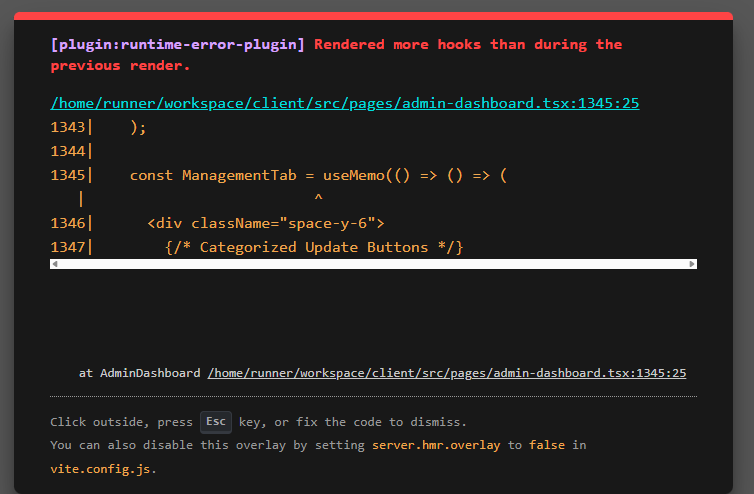 [plugin:runtime-error-plugin] Rendered more hooks than during the
previous render.
/home/runner/workspace/client/src/pages/admin-dashboard.tsx:1345:25
1343|    );
1344|
1345|    const ManagementTab = useMemo(() => () => (
|                           ^
1346|      <div className="space-y-6">
1347|        {/* Categorized Update Buttons */}
at AdminDashboard /home/runner/workspace/client/src/pages/admin-dashboard.tsx:1345:25
Click outside, press Esc key, or fix the code to dismiss.
You can also disable this overlay by setting server.hmr.overlay to false in
vite.config.js.